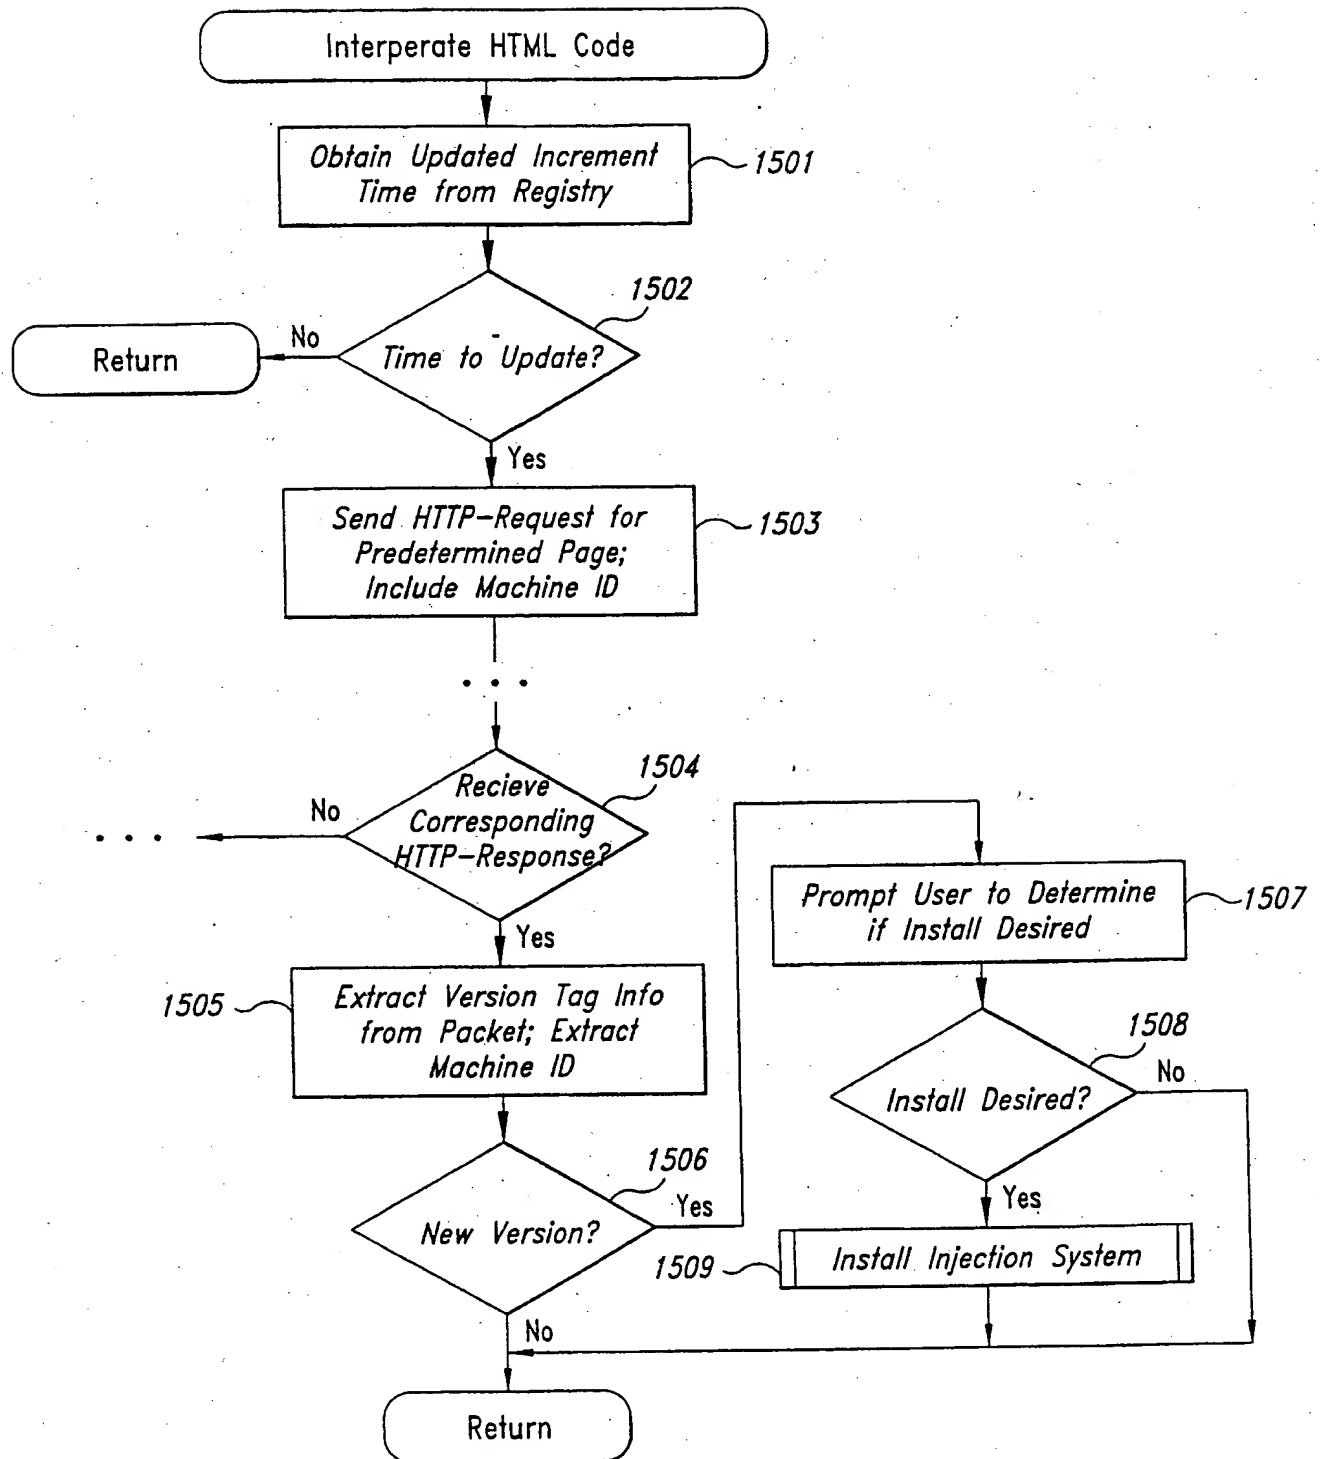 Interperate HTML Code
Obtain Updated Increment
Time from Registry
1501
1502
Time to Update?
No
Return
Yes
Send HTTP-Request for
Predetermined Page;
Include Machine ID
1503
. . .
1504
Recieve
Corresponding
HTTP-Response?
No
. . .
Yes
1505
Extract Version Tag Info
from Packet; Extract
Machine ID
1506
New Version?
Yes
No
Prompt User to Determine
if Install Desired
1507
1508
Install Desired?
No
Yes
1509
Install Injection System
Return